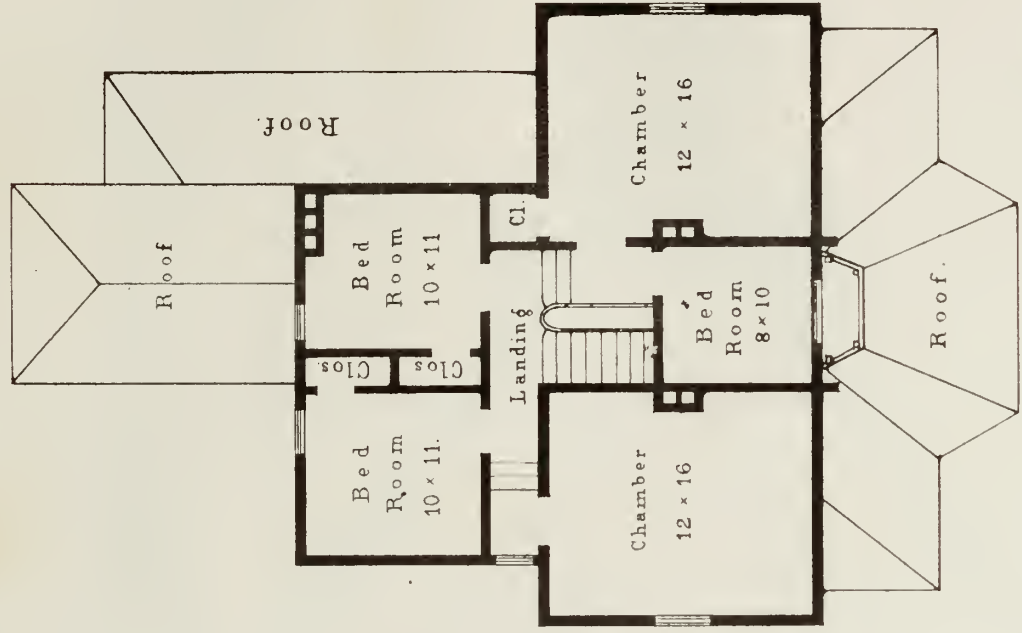 Roof.
Roof
Chamber
12 × 16
Cl.
Bed
Room
10 × 11
Clos.
Clos
Landing
Bed
Room
8 × 10
Roof.
Bed
Room
10 × 11.
Chamber
12 × 16